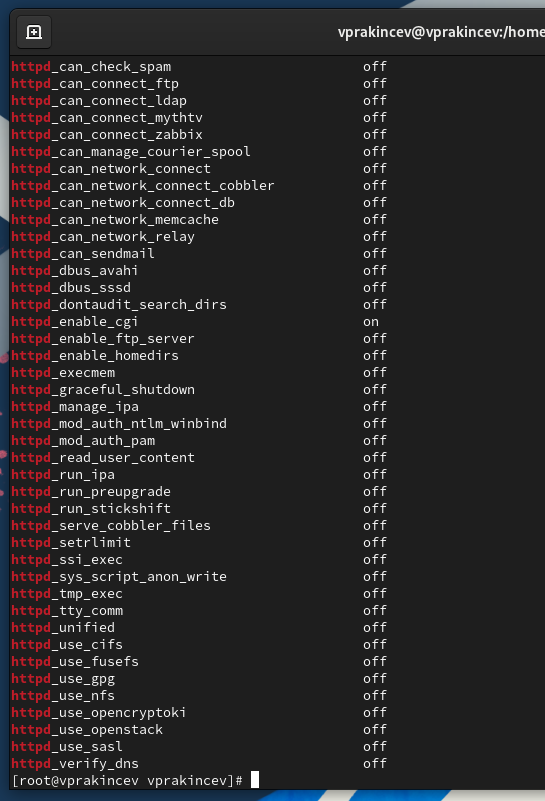 vprakincev@vprakincev:/home
httpd_can_check_spam off
httpd_can_connect_ftp off
httpd_can_connect_ldap off
httpd_can_connect_mythtv off
httpd_can_connect_zabbix off
httpd_can_manage_courier_spool off
httpd_can_network_connect off
httpd_can_network_connect_cobbler off
httpd_can_network_connect_db off
httpd_can_network_memcache off
httpd_can_network_relay off
httpd_can_sendmail off
httpd_dbus_avahi off
httpd_dbus_sssd off
httpd_dontaudit_search_dirs off
httpd_enable_cgi on
httpd_enable_ftp_server off
httpd_enable_homedirs off
httpd_execmem off
httpd_graceful_shutdown off
httpd_manage_ipa off
httpd_mod_auth_ntlm_winbind off
httpd_mod_auth_pam off
httpd_read_user_content off
httpd_run_ipa off
httpd_run_preupgrade off
httpd_run_stickshift off
httpd_serve_cobbler_files off
httpd_setrlimit off
httpd_ssi_exec off
httpd_sys_script_anon_write off
httpd_tmp_exec off
httpd_tty_comm off
httpd_unified off
httpd_use_cifs off
httpd_use_fusefs off
httpd_use_gpg off
httpd_use_nfs off
httpd_use_opencryptoki off
httpd_use_openstack off
httpd_use_sasl off
httpd_verify_dns off
[root@vprakincev vprakincev]#